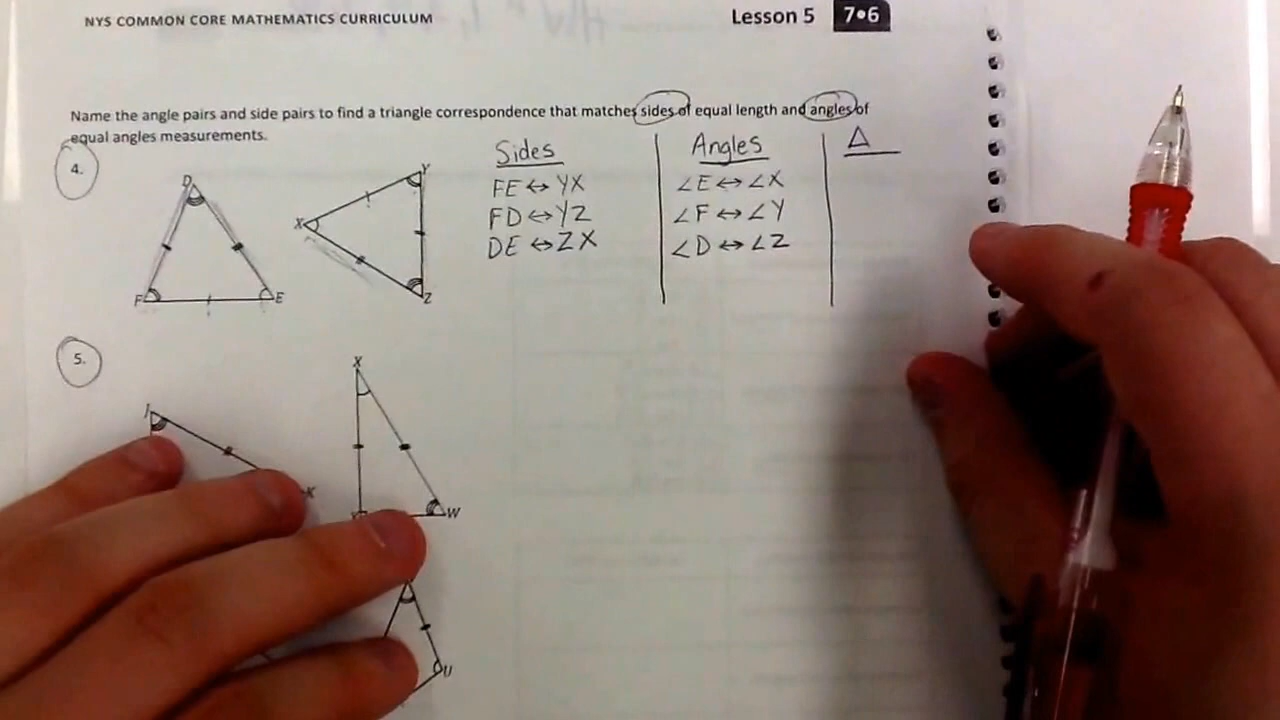 NYS COMMON CORE MATHEMATICS CURRICULUM
Lesson 5 7•6
Name the angle pairs and side pairs to find a triangle correspondence that matches sides of equal length and angles of
equal angles measurements.
Sides Angles Δ
4.
FE ↔ YX ∠E ↔ ∠X
FD ↔ YZ ∠F ↔ ∠Y
DE ↔ ZX ∠D ↔ ∠Z
D
Y
X
F E
Z
5.
X
K
W
U